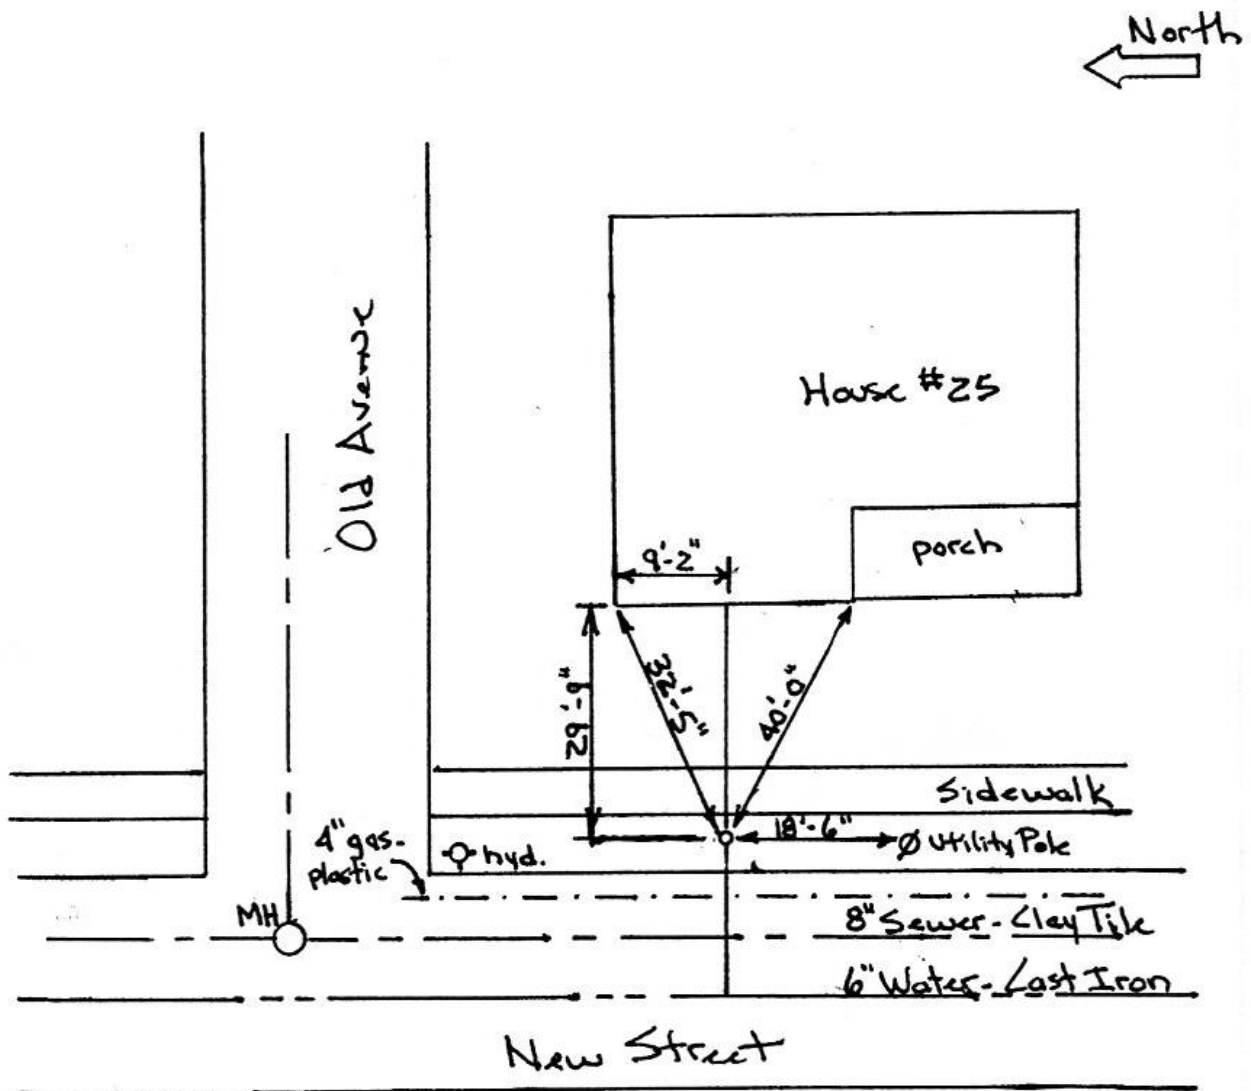 North
Old Avenue
House #25
porch
9'-2"
29'-9"
32'-5"
40'-0"
Sidewalk
18'-6"
Utility Pole
4" gas-
plastic
hyd.
MH
8" Sewer-Clay Tile
6" Water-Cast Iron
New Street